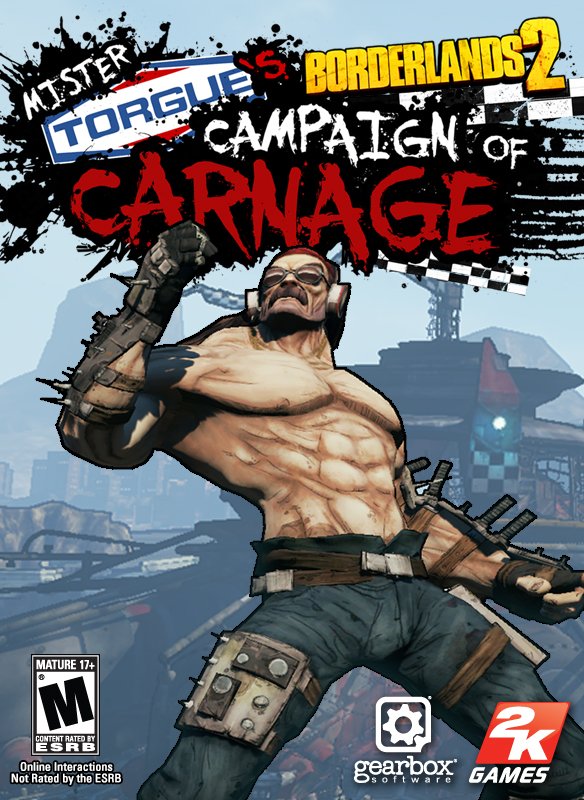 MISTER
TORGUE's
BORDERLANDS 2
CAMPAIGN OF
CARNAGE
MATURE 17+
M
®
CONTENT RATED BY
ESRB
Online Interactions
Not Rated by the ESRB
gearbox
software
2K
GAMES